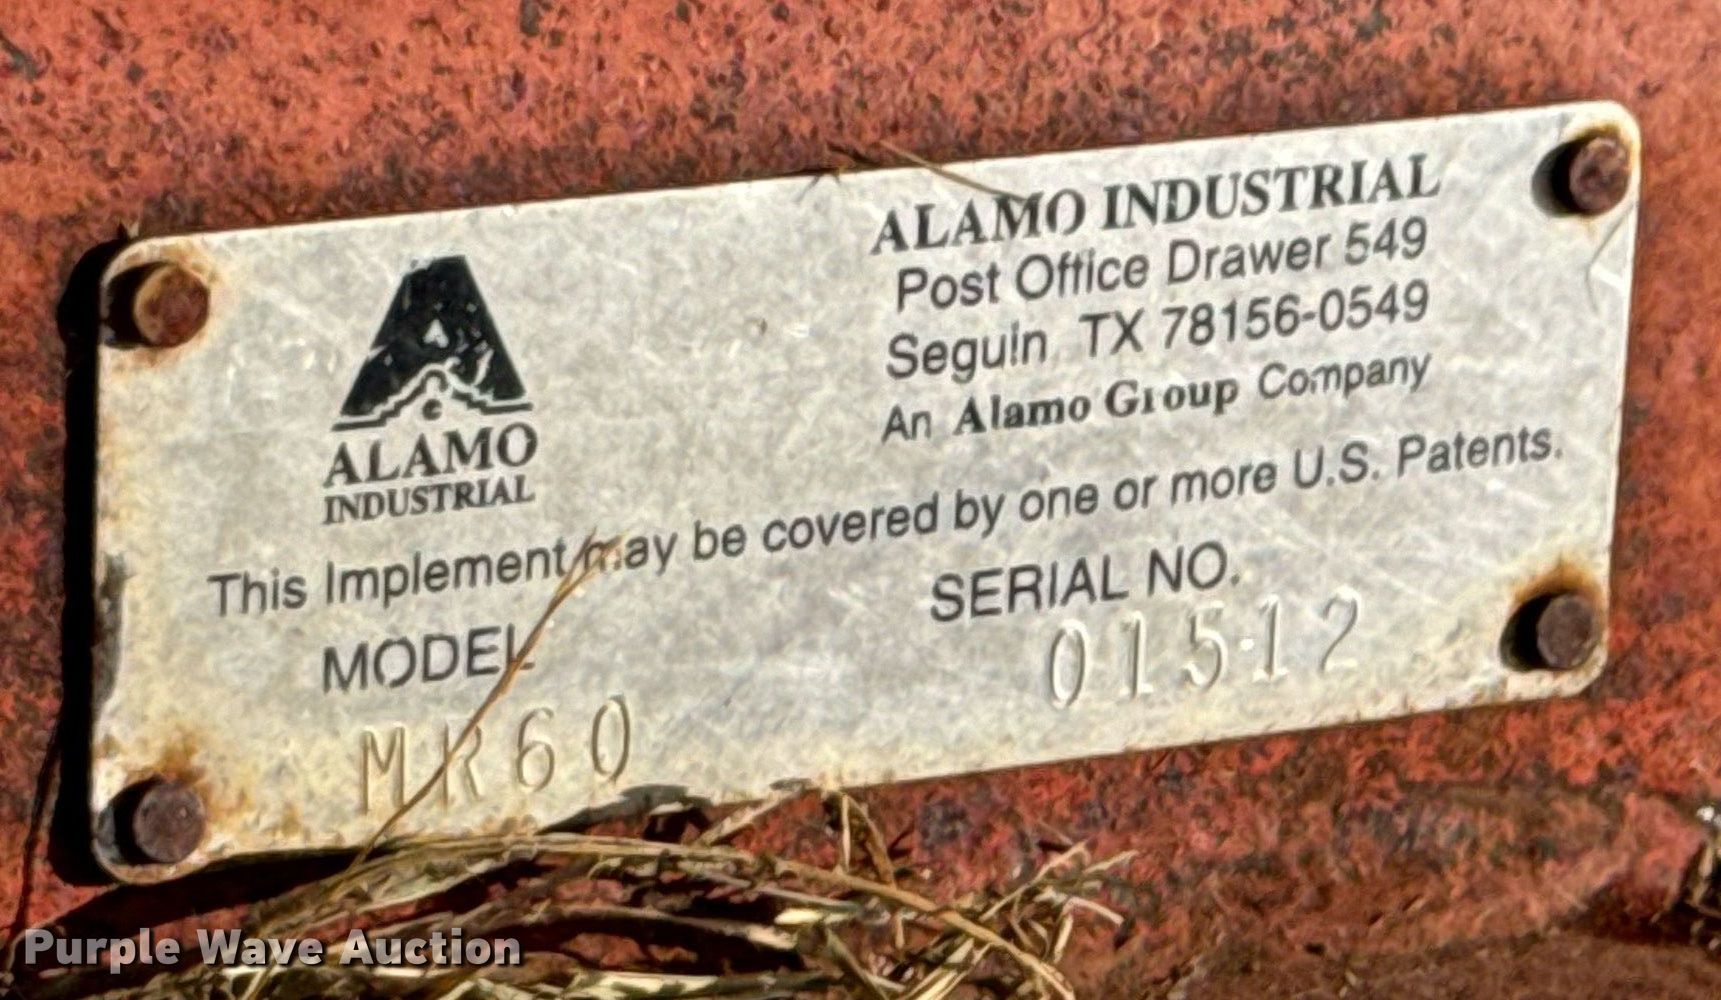 ALAMO
INDUSTRIAL
ALAMO INDUSTRIAL
Post Office Drawer 549
Seguin, TX 78156-0549
An Alamo Group Company
This Implement may be covered by one or more U.S. Patents.
MODEL
MR60
SERIAL NO.
01512
Purple Wave Auction